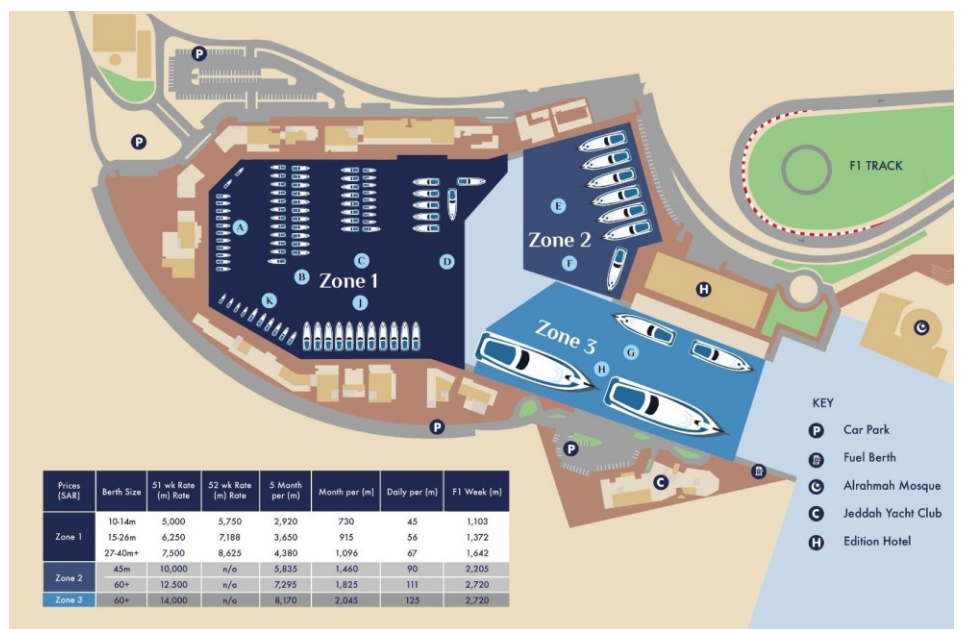 P
P
F1 TRACK
A
B
C
D
Zone 1
K
J
E
Zone 2
F
H
Zone 3
G
H
C
P
P
KEY
P Car Park
Fuel Berth
Alrahmah Mosque
C Jeddah Yacht Club
H Edition Hotel
Prices (SAR) Berth Size 51 wk Rate (m) Rate 52 wk Rate (m) Rate 5 Month per (m) Month per (m) Daily per (m) F1 Week (m)
Zone 1 10-14m 5,000 5,750 2,920 730 45 1,103
15-26m 6,250 7,188 3,650 915 56 1,372
27-40m+ 7,500 8,625 4,380 1,096 67 1,642
Zone 2 45m 10,000 n/a 5,835 1,460 90 2,205
60+ 12.500 n/a 7,295 1,825 111 2,720
Zone 3 60+ 14,000 n/a 8,170 2,045 125 2,720